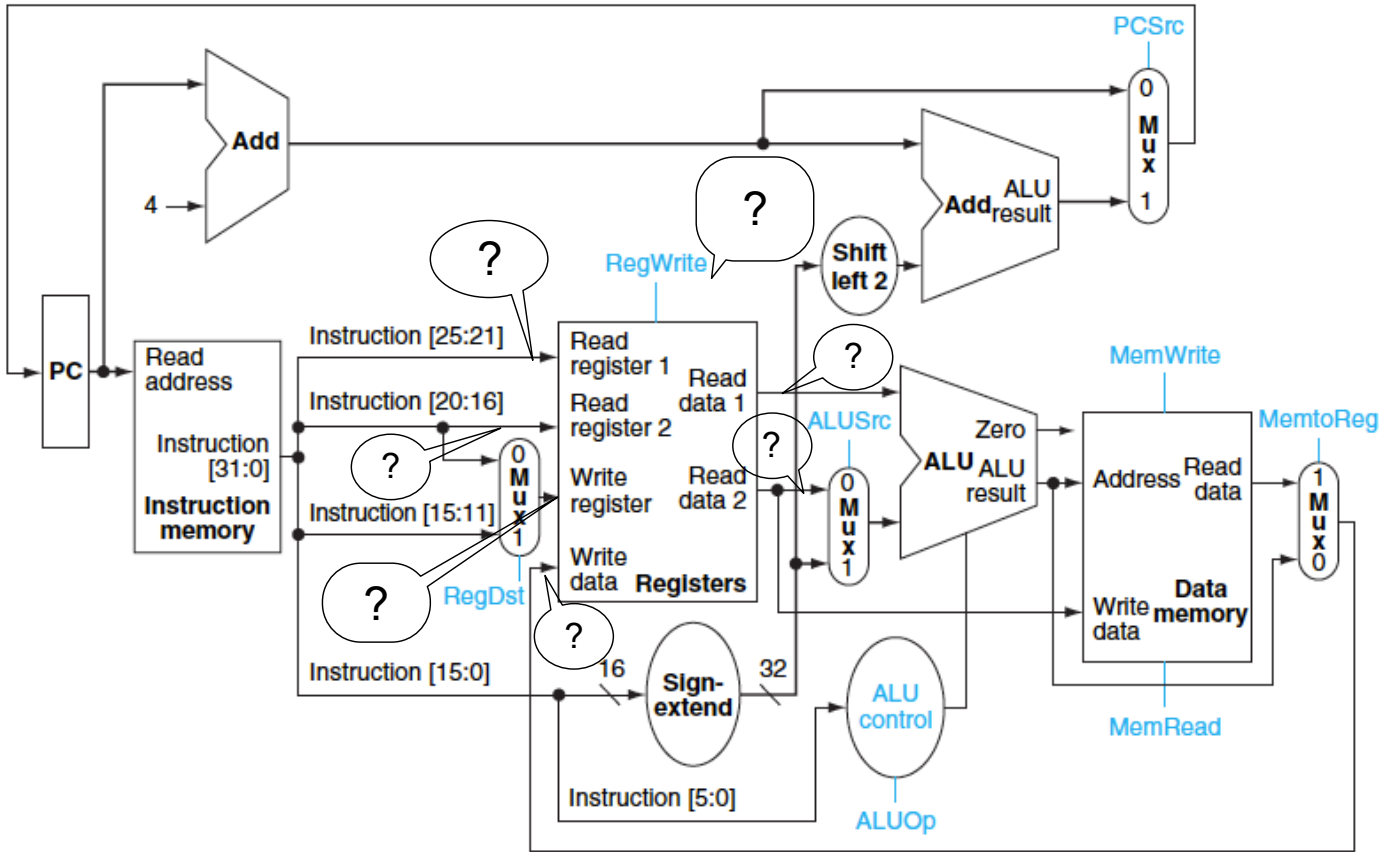 PCSrc
0
M
u
x
1
Add
4
Add
ALU
result
?
?
Shift
left 2
RegWrite
PC
Read
address
Instruction
[31:0]
Instruction
memory
Instruction [25:21]
Instruction [20:16]
Instruction [15:11]
Instruction [15:0]
?
?
0
M
u
x
1
RegDst
Read
register 1
Read
register 2
Write
register
Write
data
Read
data 1
Read
data 2
Registers
?
?
?
ALUSrc
0
M
u
x
1
Zero
ALU
ALU
result
MemWrite
Address
Read
data
Write
data
Data
memory
MemRead
MemtoReg
1
M
u
x
0
16
Sign-
extend
32
ALU
control
Instruction [5:0]
ALUOp